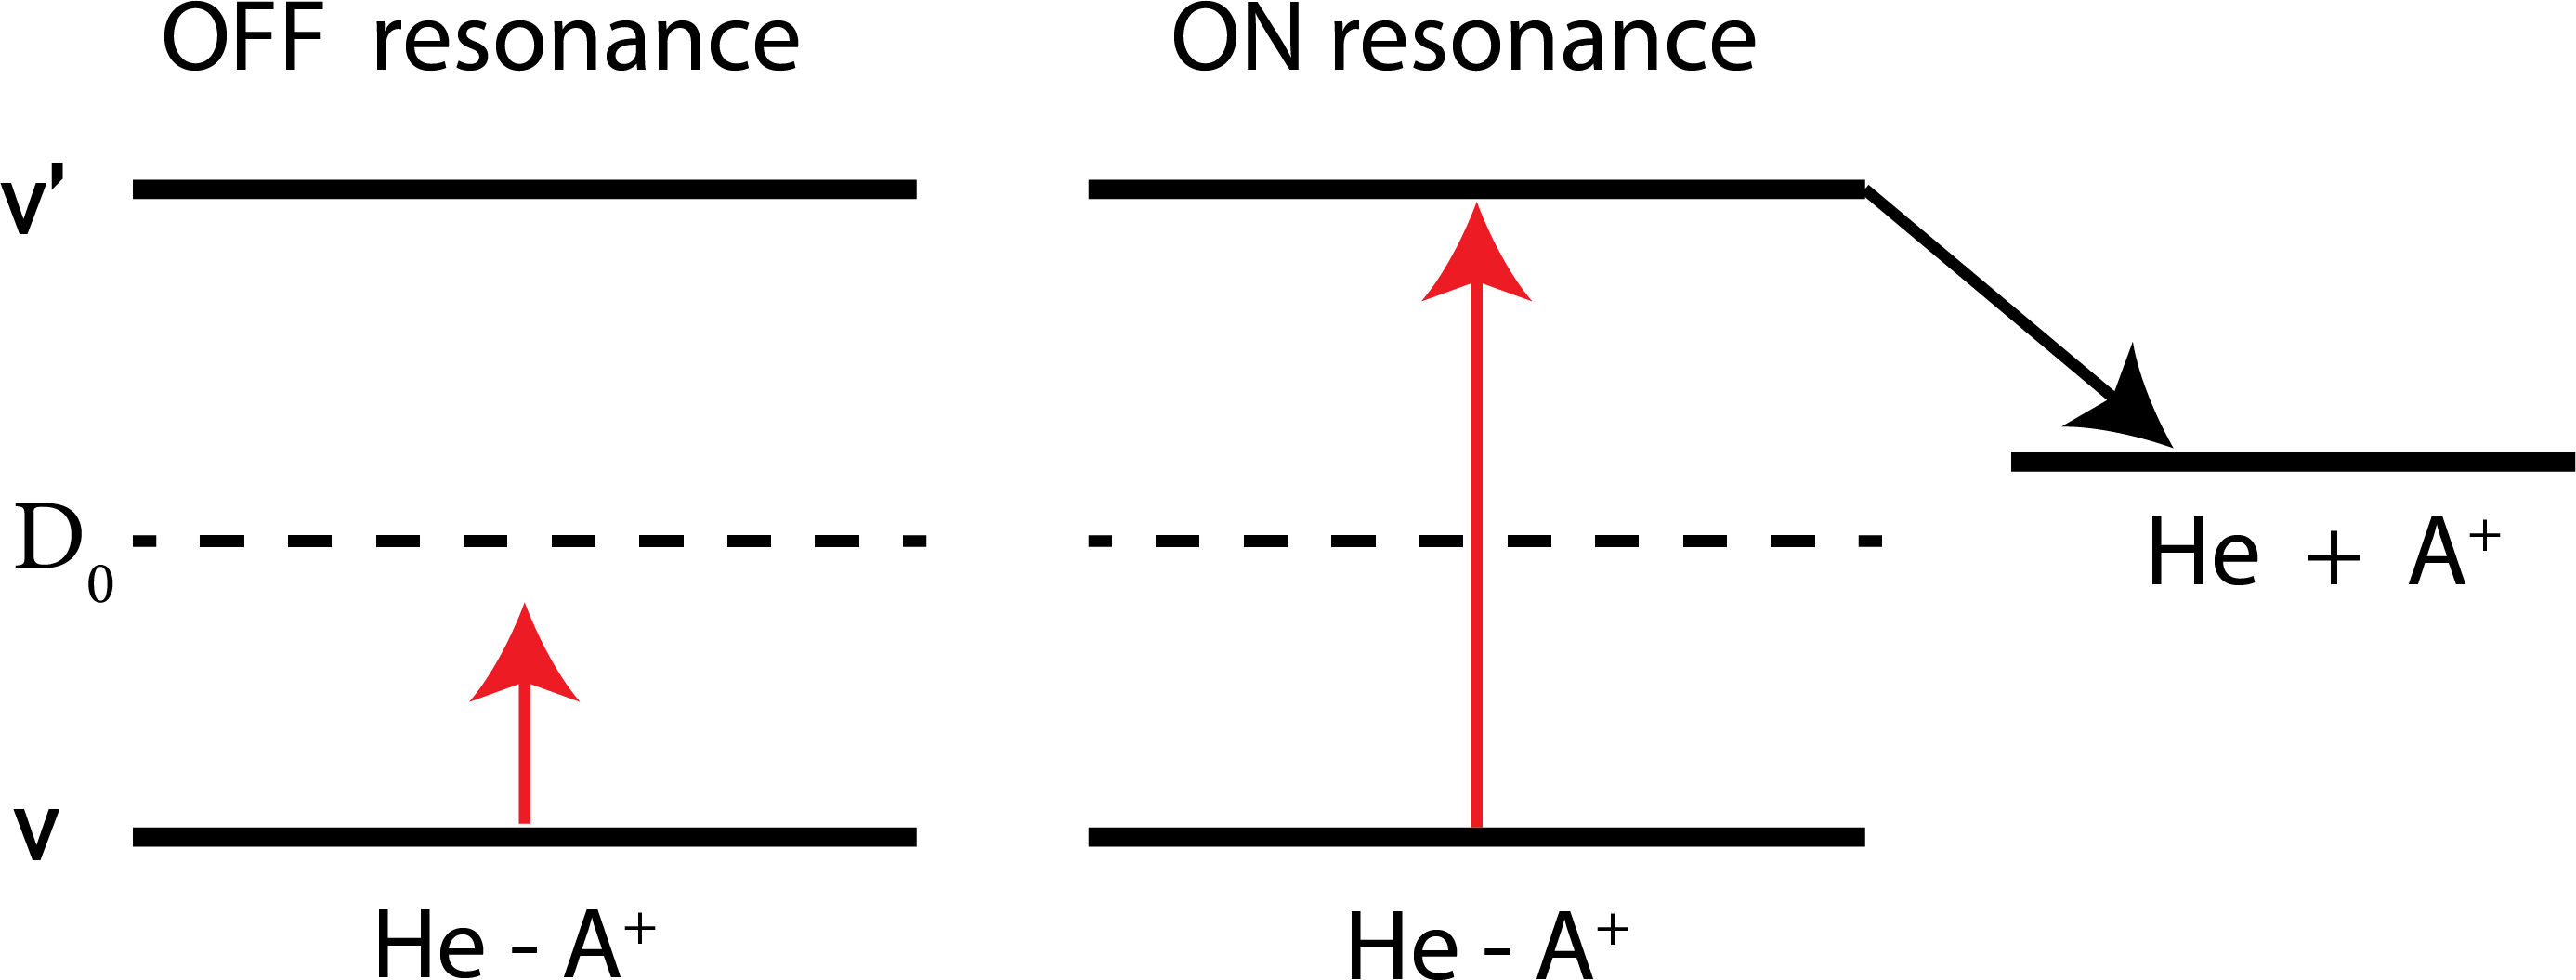 OFF resonance
ON resonance
v'
D₀
He + A⁺
v
He - A⁺
He - A⁺